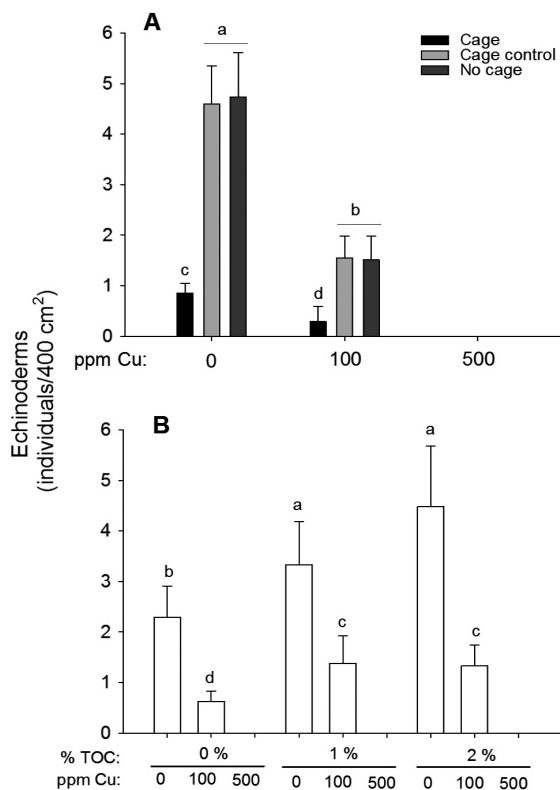 A
a
Cage
Cage control
No cage
6
5
4
3
2
1
0
c
d
b
ppm Cu:
0
100
500
Echinoderms
(individuals/400 cm²)
B
6
5
4
3
2
1
0
b
d
a
c
a
c
% TOC:
0 %
1 %
2 %
ppm Cu:
0 100 500 0 100 500 0 100 500